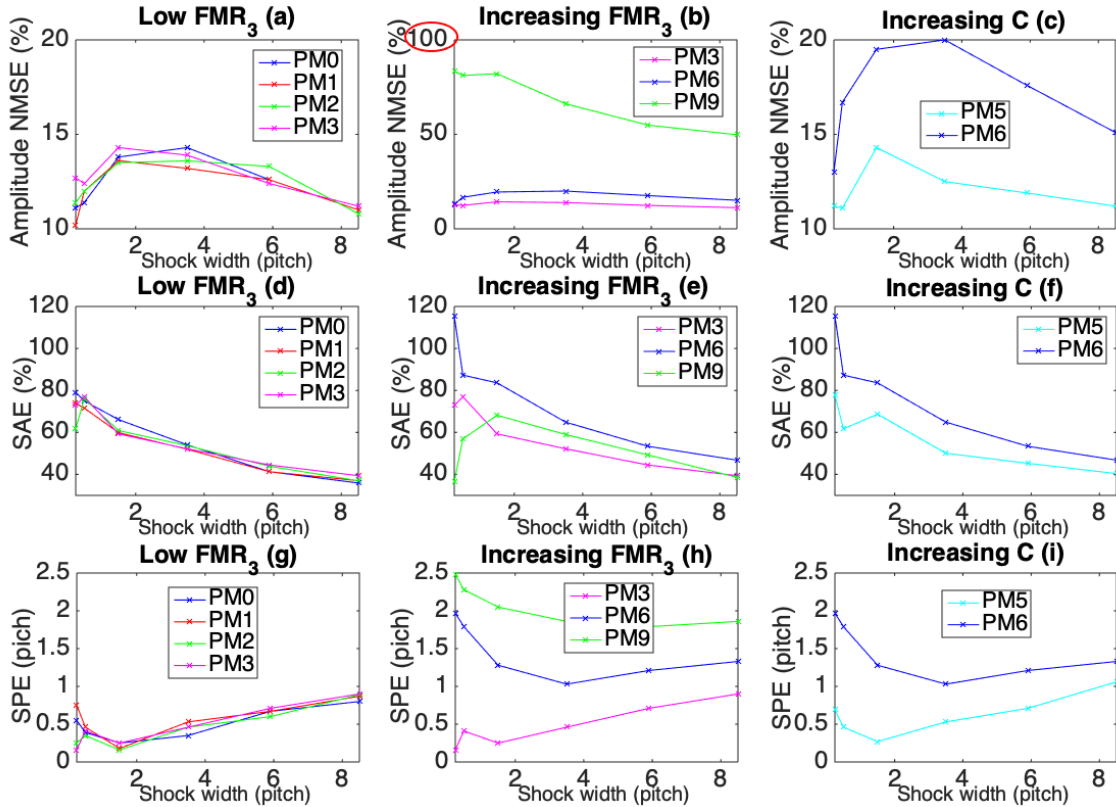 Low FMR3 (a)
Amplitude NMSE (%)
20
15
10
2
4
6
8
Shock width (pitch)
PM0
PM1
PM2
PM3
Increasing FMR3 (b)
Amplitude NMSE (%)
100
50
0
2
4
6
8
Shock width (pitch)
PM3
PM6
PM9
Increasing C (c)
Amplitude NMSE (%)
20
15
10
2
4
6
8
Shock width (pitch)
PM5
PM6
Low FMR3 (d)
SAE (%)
120
100
80
60
40
2
4
6
8
Shock width (pitch)
PM0
PM1
PM2
PM3
Increasing FMR3 (e)
SAE (%)
120
100
80
60
40
2
4
6
8
Shock width (pitch)
PM3
PM6
PM9
Increasing C (f)
SAE (%)
120
100
80
60
40
2
4
6
8
Shock width (pitch)
PM5
PM6
Low FMR3 (g)
SPE (pich)
2.5
2
1.5
1
0.5
0
2
4
6
8
Shock width (pitch)
PM0
PM1
PM2
PM3
Increasing FMR3 (h)
SPE (pich)
2.5
2
1.5
1
0.5
0
2
4
6
8
Shock width (pitch)
PM3
PM6
PM9
Increasing C (i)
SPE (pitch)
2.5
2
1.5
1
0.5
0
2
4
6
8
Shock width (pitch)
PM5
PM6